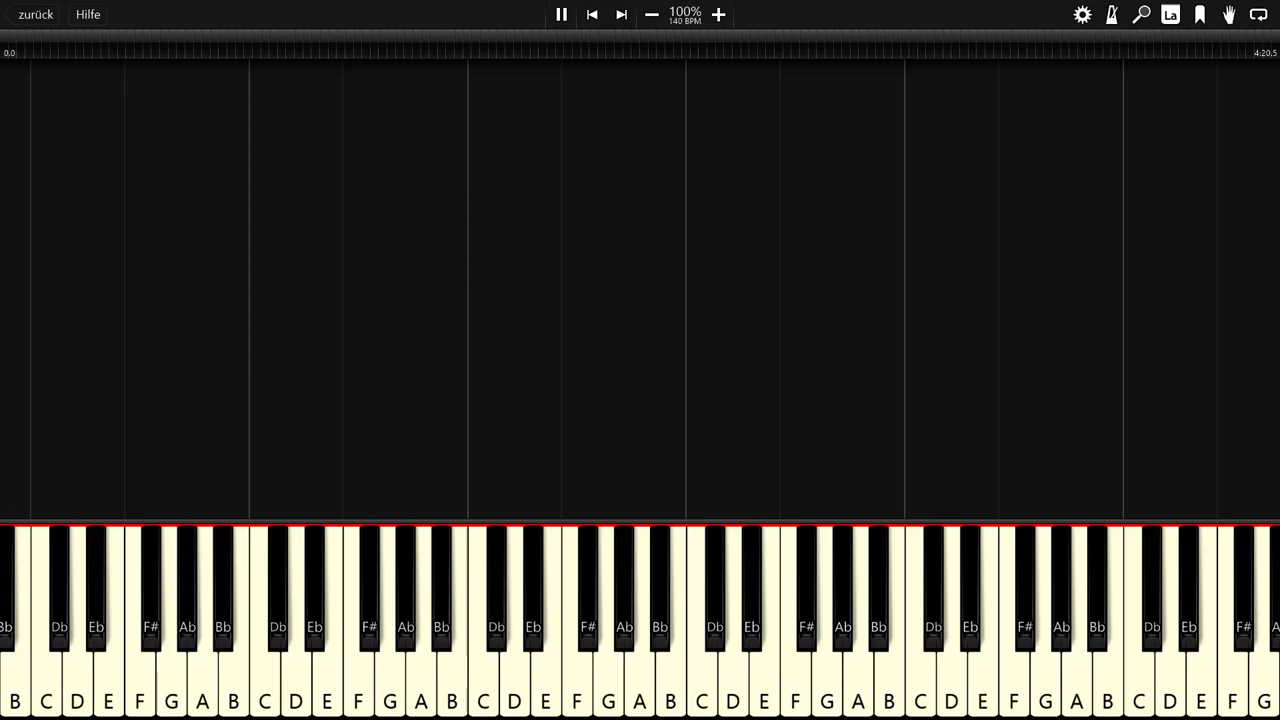 zurück Hilfe 100% La
140 BPM
0,0 4:20,5
Bb Db Eb F# Ab Bb Db Eb F# Ab Bb Db Eb F# Ab Bb Db Eb F# Ab Bb Db Eb F# Ab Bb Db Eb F# A
B C D E F G A B C D E F G A B C D E F G A B C D E F G A B C D E F G A B C D E F G